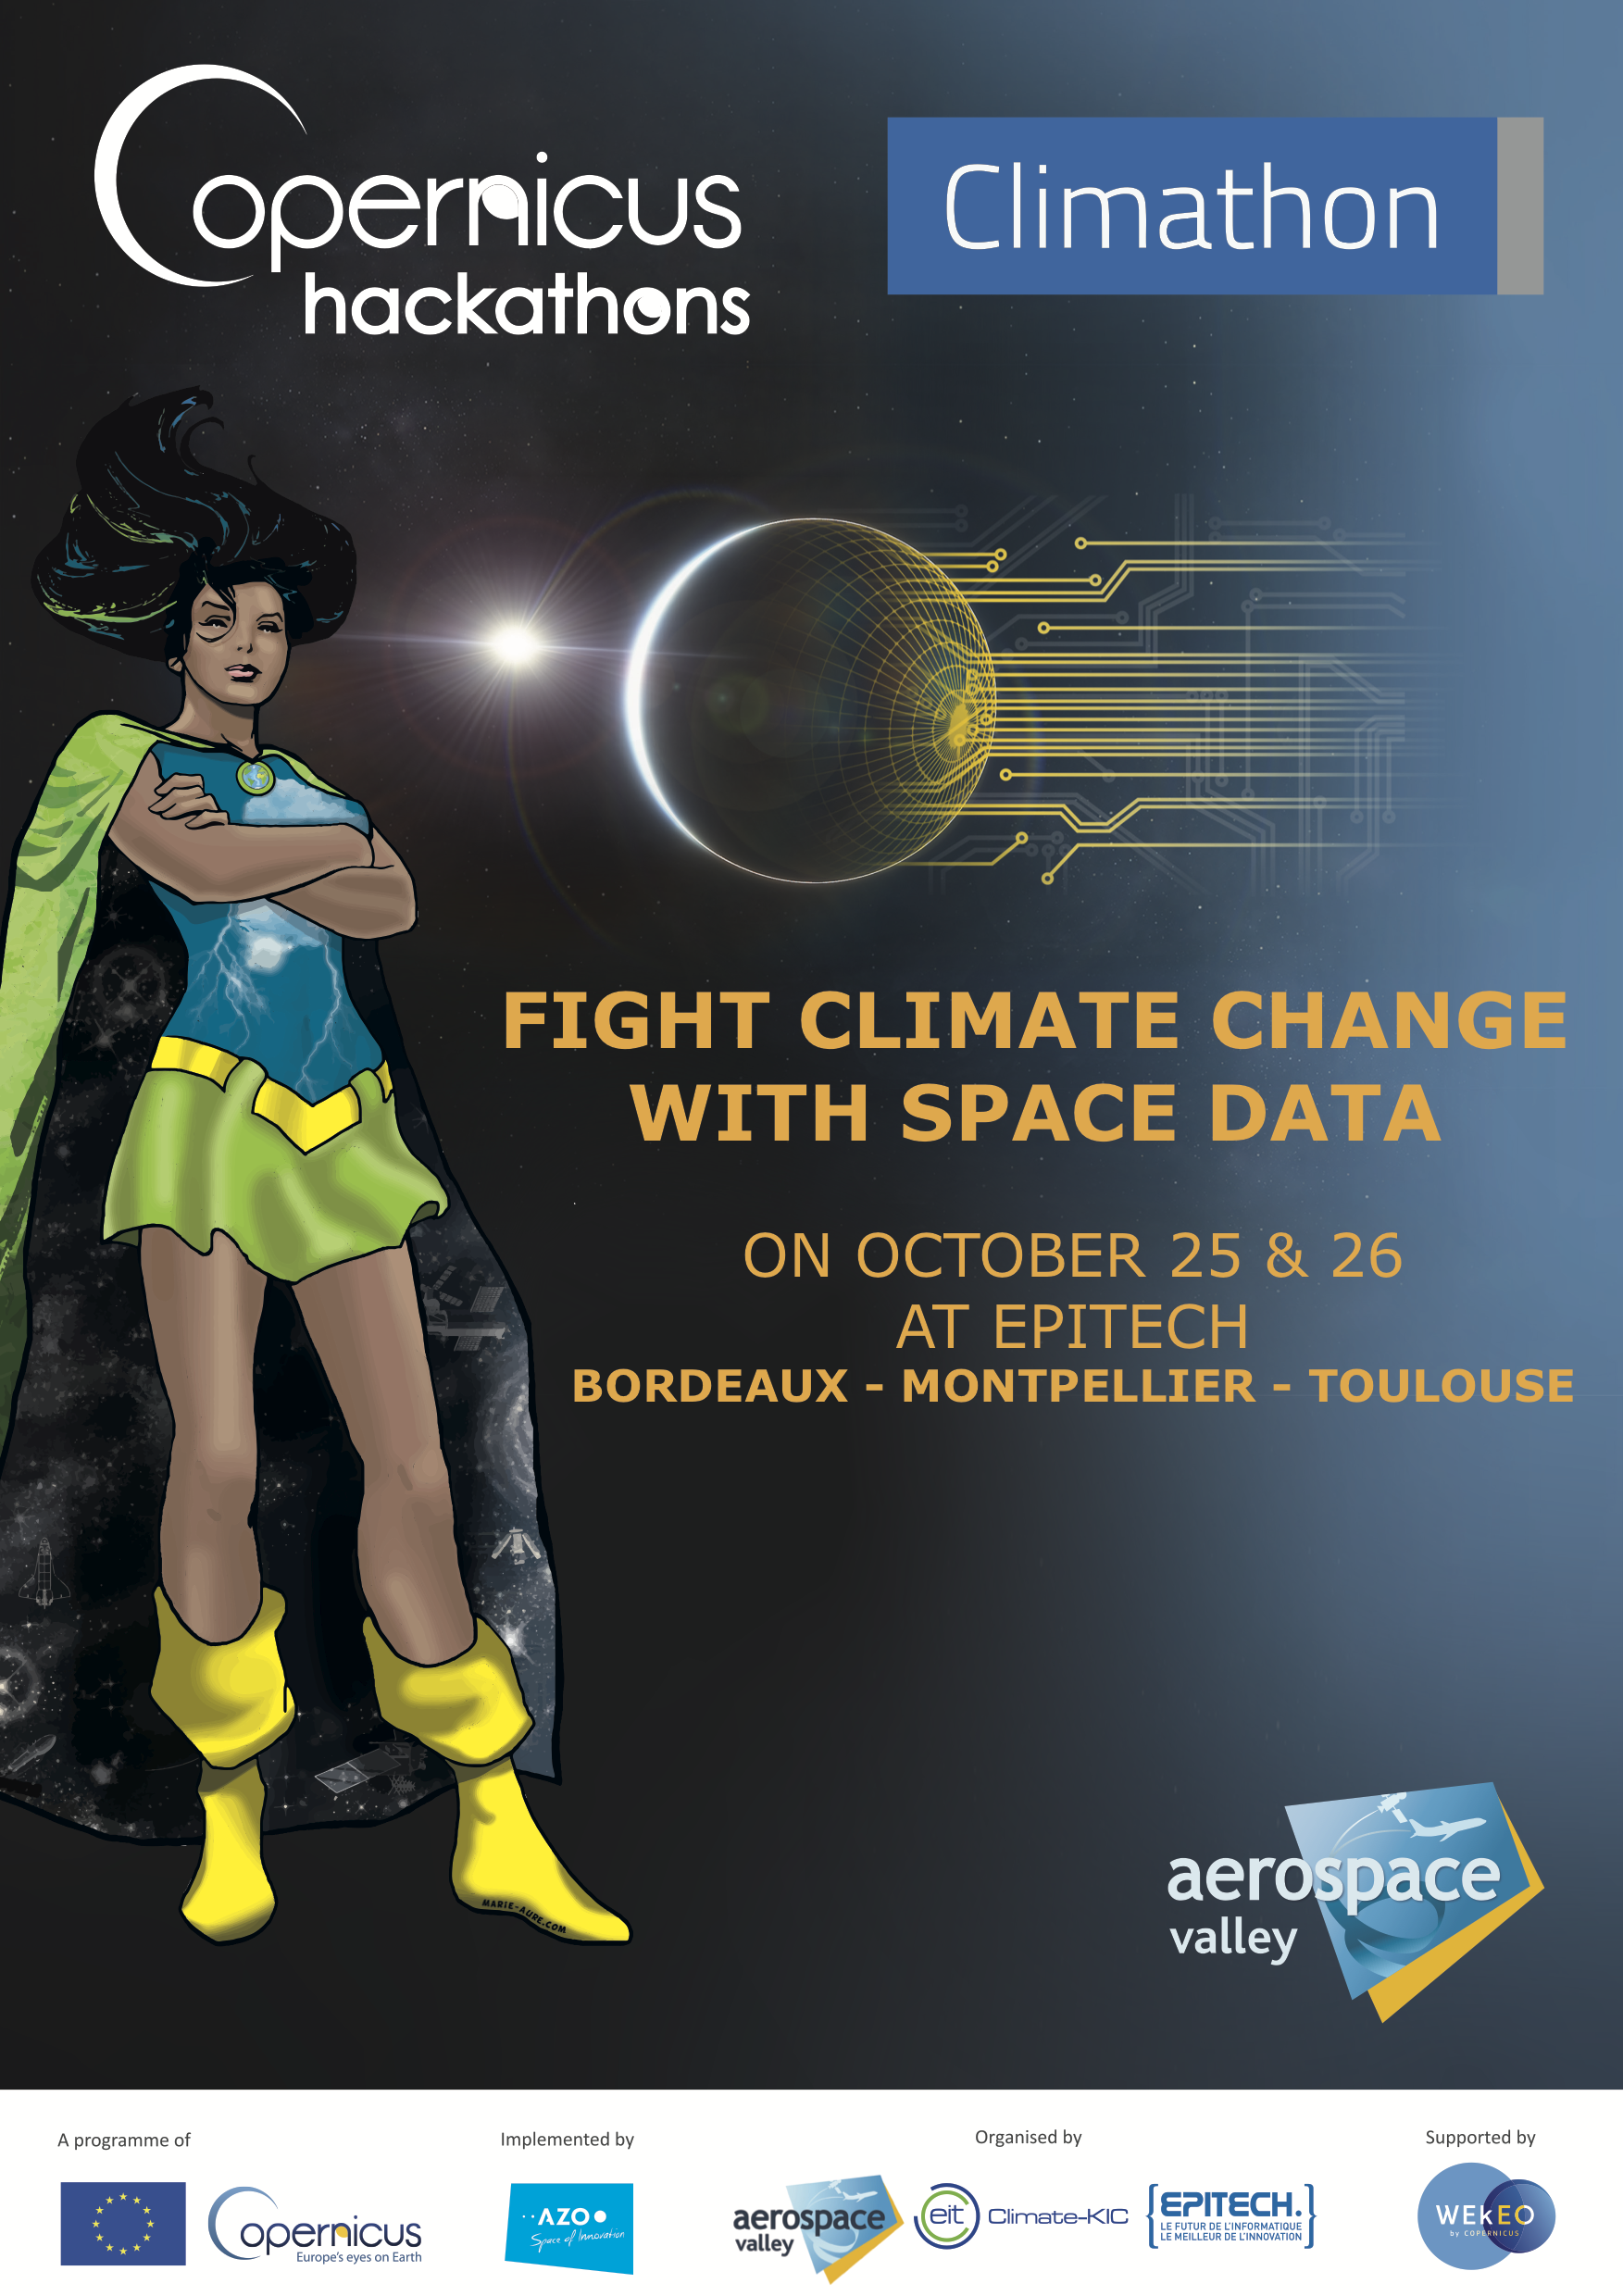 Copernicus
hackathons
Climathon
FIGHT CLIMATE CHANGE
WITH SPACE DATA
ON OCTOBER 25 & 26
AT EPITECH
BORDEAUX - MONTPELLIER - TOULOUSE
MARIE-AURE.COM
aerospace
valley
A programme of
Copernicus
Europe's eyes on Earth
Implemented by
AZO
Space of Innovation
Organised by
aerospace
valley
eit Climate-KIC
{EPITECH.}
LE FUTUR DE L'INFORMATIQUE
LE MEILLEUR DE L'INNOVATION
Supported by
WEkEO
by COPERNICUS